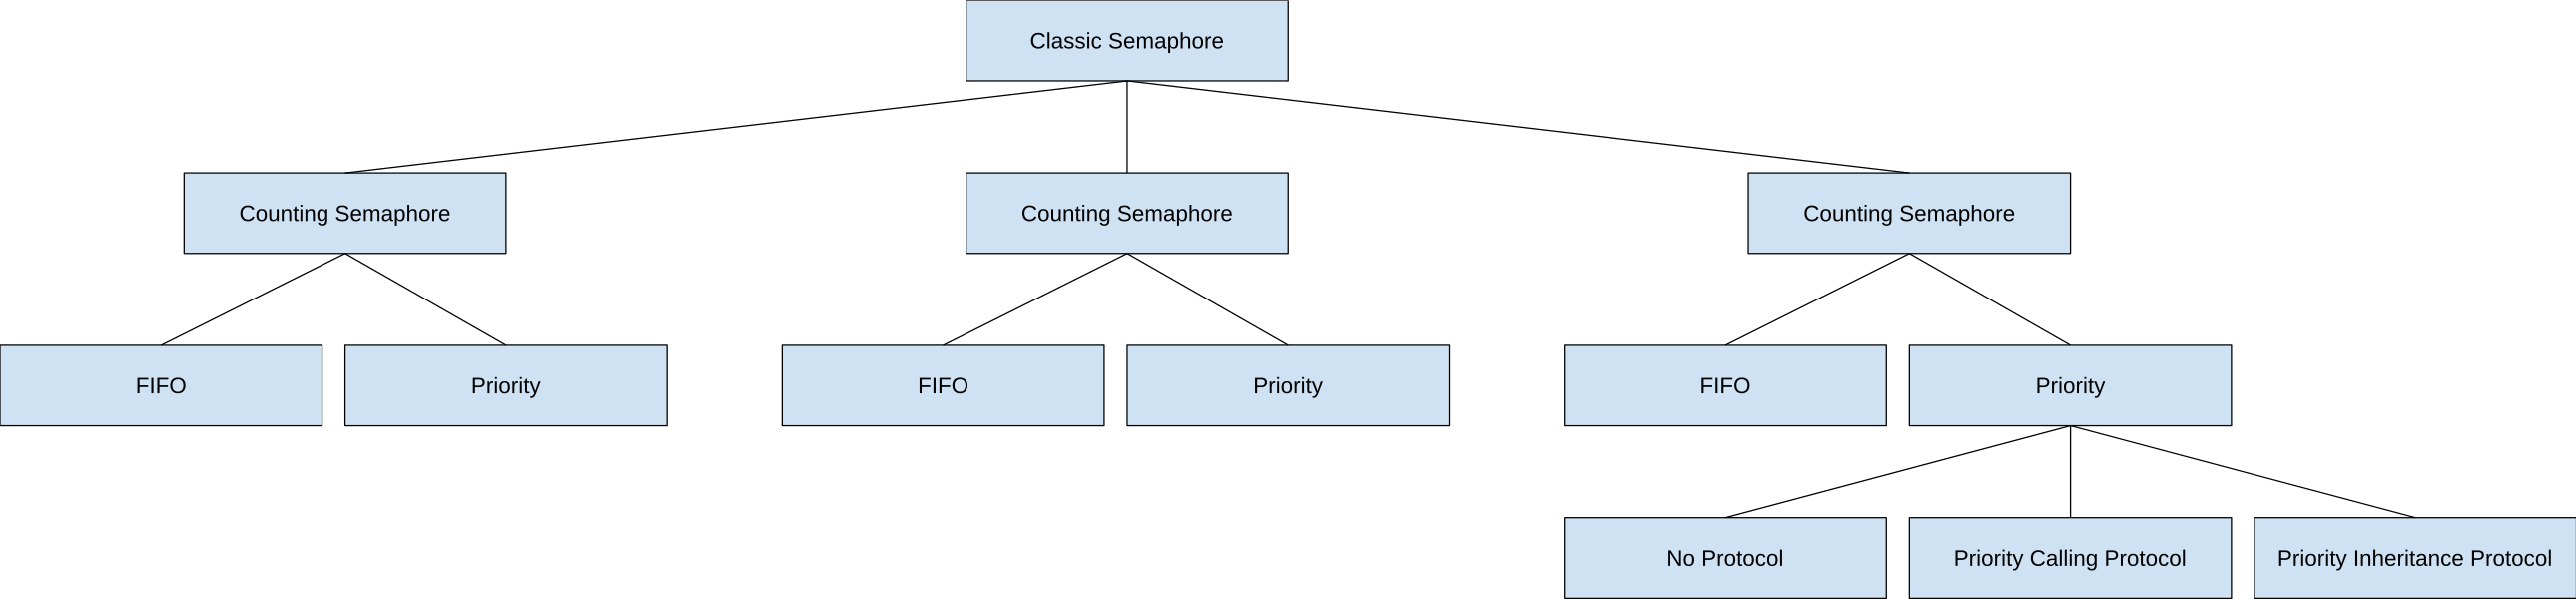 Classic Semaphore
Counting Semaphore
Counting Semaphore
Counting Semaphore
FIFO
Priority
FIFO
Priority
FIFO
Priority
No Protocol
Priority Calling Protocol
Priority Inheritance Protocol